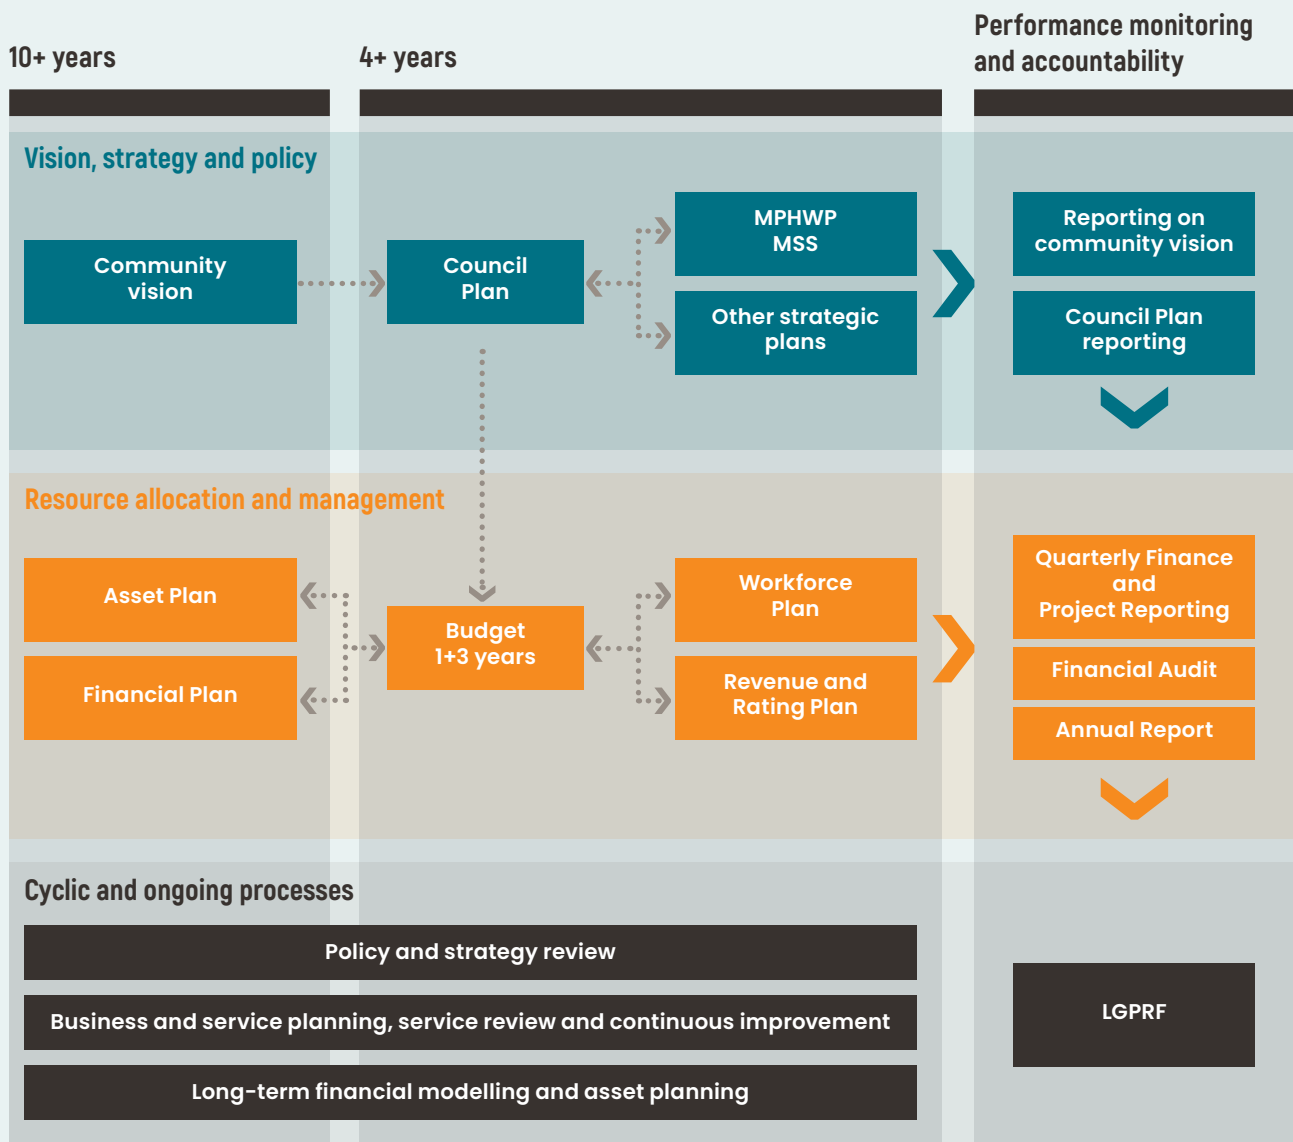 10+ years
4+ years
Performance monitoring
and accountability
Vision, strategy and policy
Community
vision
Council
Plan
MPHWP
MSS
Other strategic
plans
Reporting on
community vision
Council Plan
reporting
Resource allocation and management
Asset Plan
Financial Plan
Budget
1+3 years
Workforce
Plan
Revenue and
Rating Plan
Quarterly Finance
and
Project Reporting
Financial Audit
Annual Report
Cyclic and ongoing processes
Policy and strategy review
Business and service planning, service review and continuous improvement
Long-term financial modelling and asset planning
LGPRF